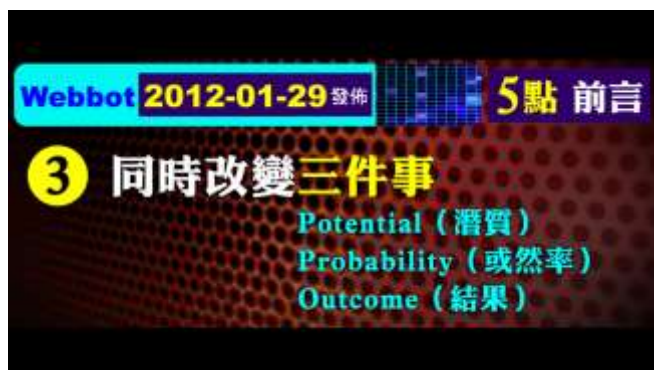 Webbot 2012-01-29 發佈 5點 前言
3 同時改變三件事
Potential（潛質）
Probability（或然率）
Outcome（結果）